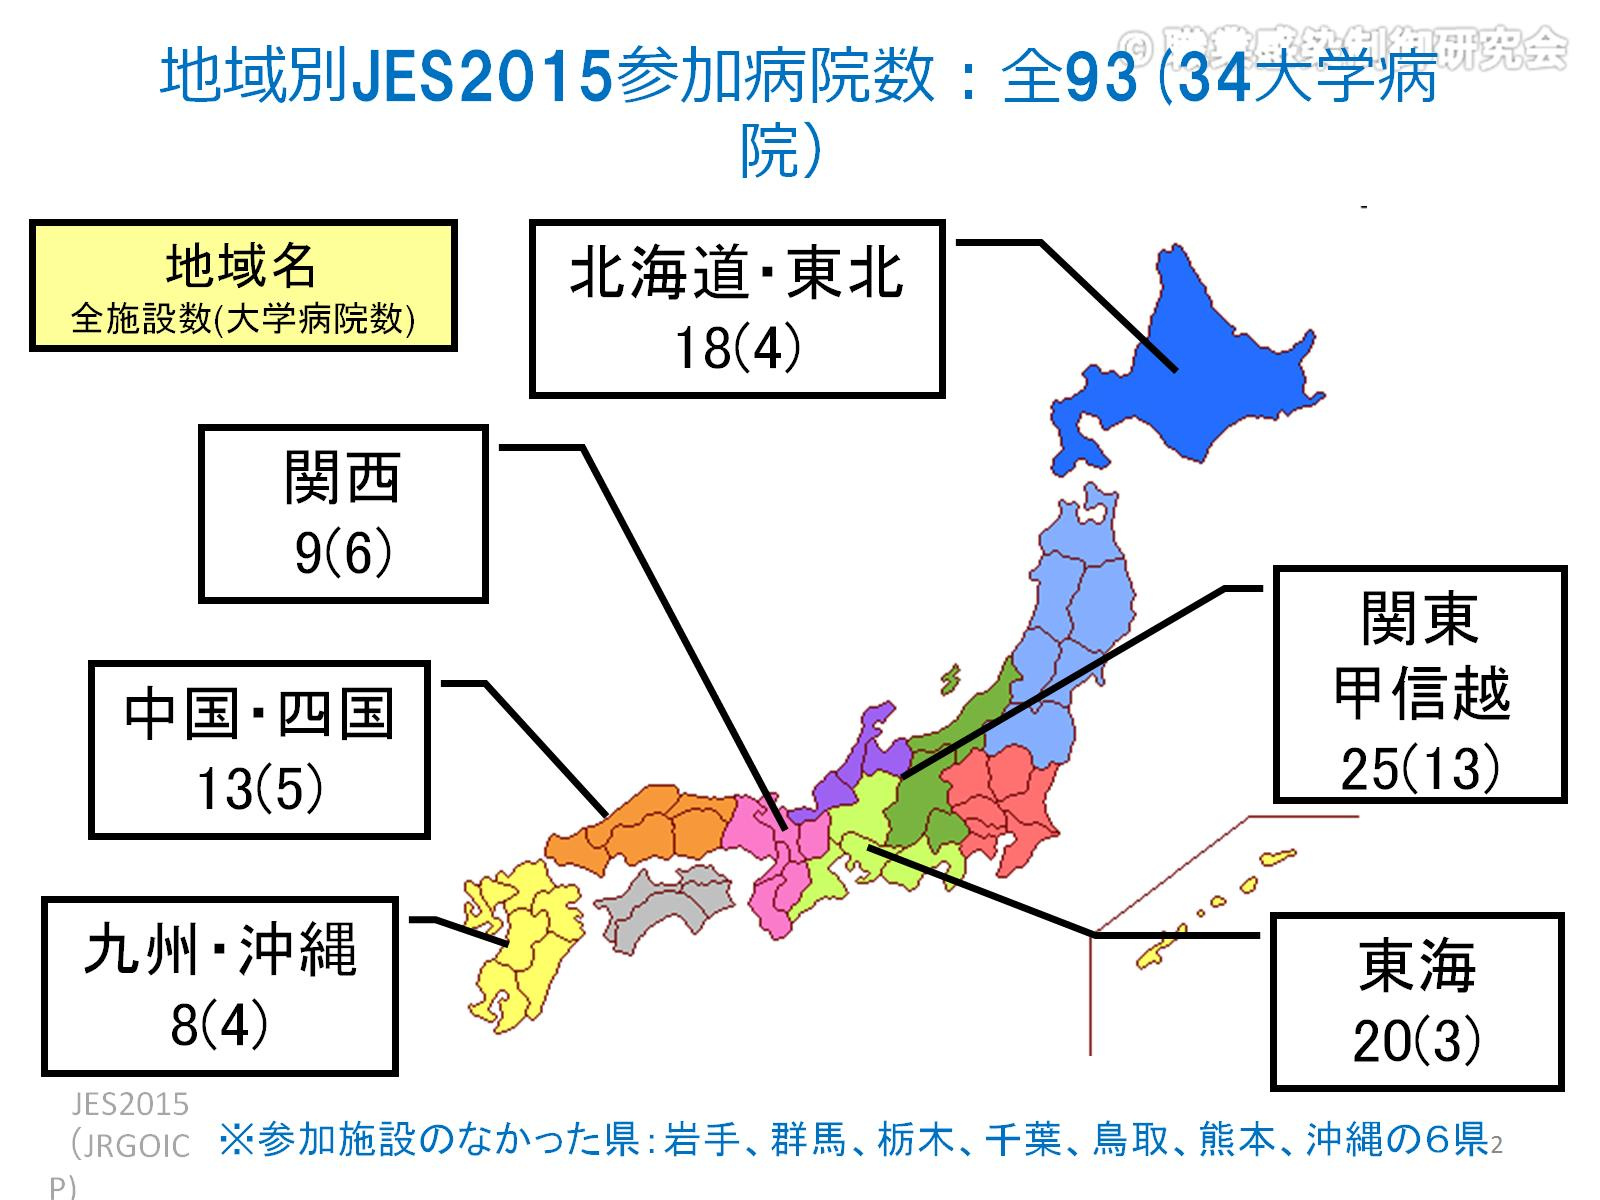 © 職業感染制御研究会
地域別JES2015参加病院数：全93(34大学病
院）
地域名
全施設数(大学病院数)
北海道・東北
18(4)
関西
9(6)
関東
甲信越
25(13)
中国・四国
13(5)
九州・沖縄
8(4)
東海
20(3)
JES2015
（JRGOIC
P)
※参加施設のなかった県：岩手、群馬、栃木、千葉、鳥取、熊本、沖縄の６県
2